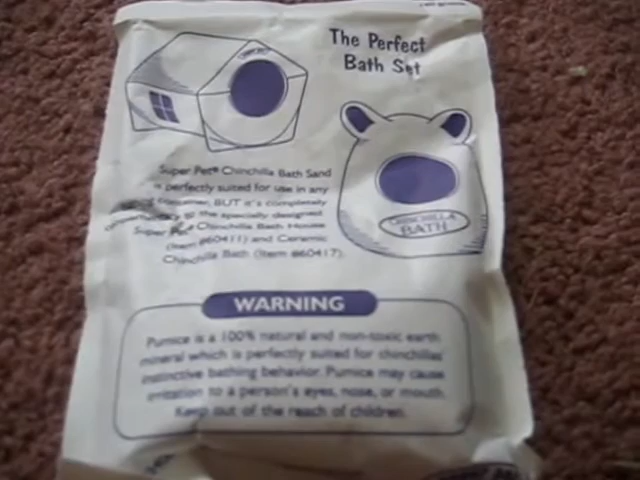 The Perfect
Bath Set
Super Pet® Chinchilla Bath Sand
is perfectly suited for use in any
container, BUT it's completely
to the specially designed
Super Pet® Chinchilla Bath House
(Item #60411) and Ceramic
Chinchilla Bath (Item #60417).
CHINCHILLA
BATH
WARNING
Pumice is a 100% natural and non-toxic earth
mineral which is perfectly suited for chinchillas'
instinctive bathing behavior. Pumice may cause
irritation to a person's eyes, nose, or mouth.
Keep out of the reach of children.